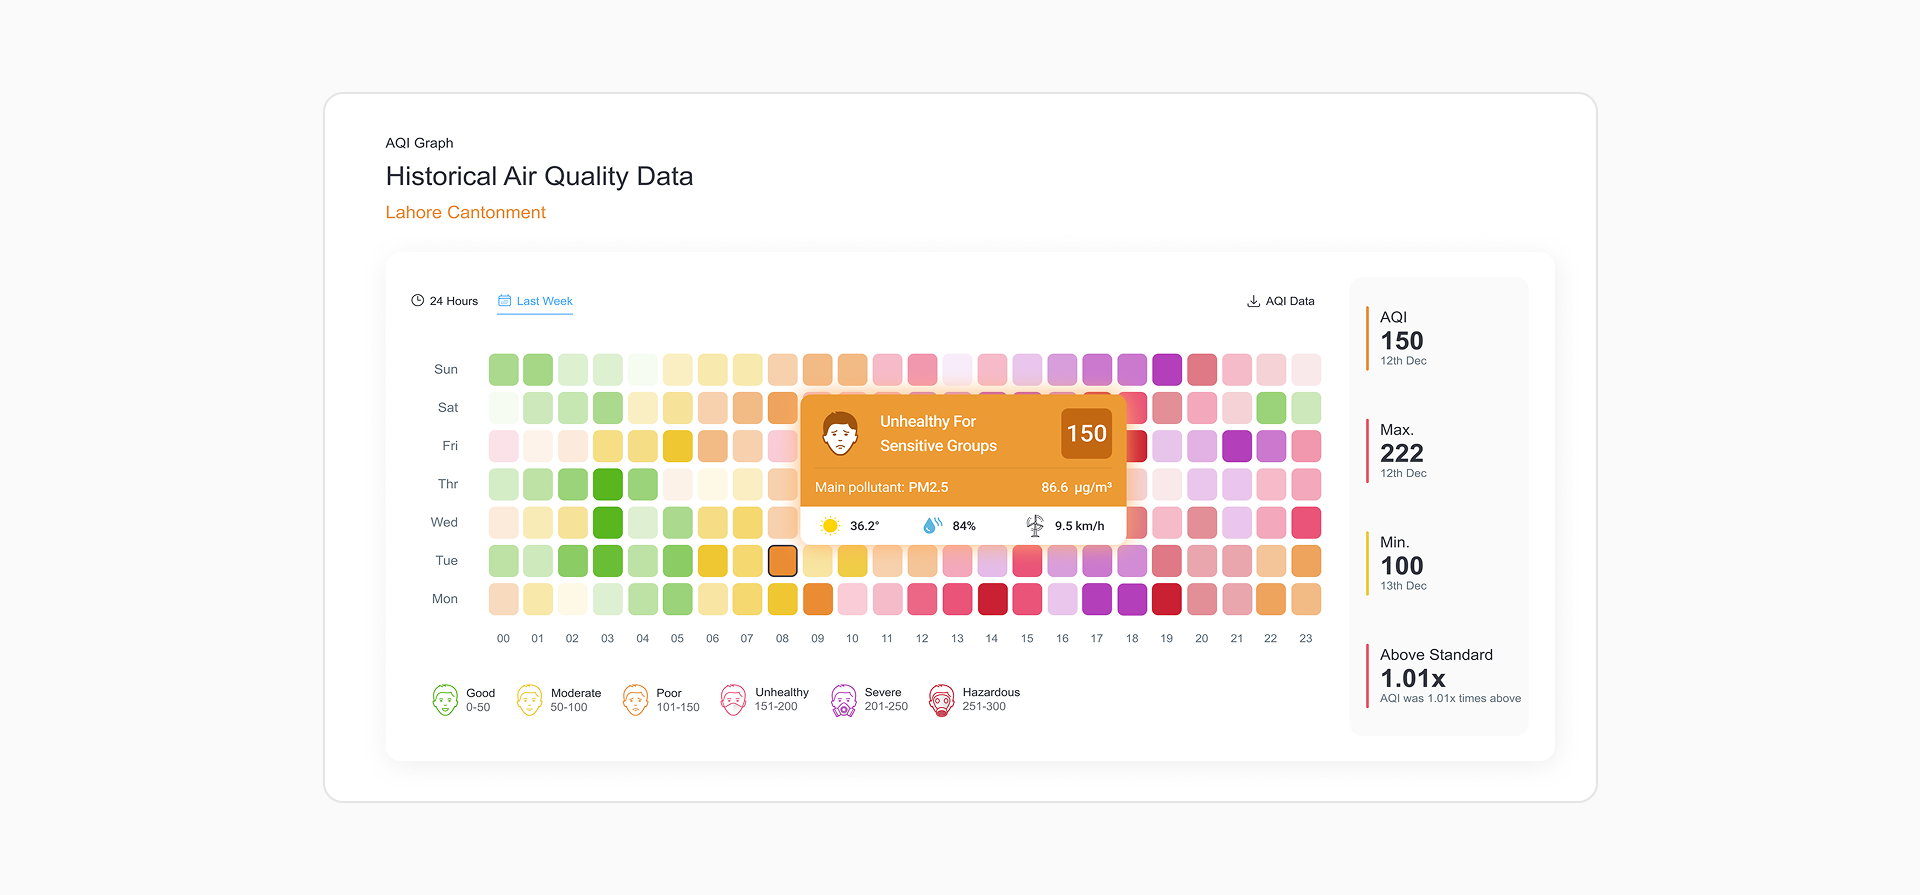 AQI Graph
Historical Air Quality Data
Lahore Cantonment
24 Hours
Last Week
AQI Data
Sun
Sat
Fri
Thr
Wed
Tue
Mon
00 01 02 03 04 05 06 07 08 09 10 11 12 13 14 15 16 17 18 19 20 21 22 23
Unhealthy For
Sensitive Groups
150
Main pollutant: PM2.5
86.6 µg/m³
36.2°
84%
9.5 km/h
Good
0-50
Moderate
50-100
Poor
101-150
Unhealthy
151-200
Severe
201-250
Hazardous
251-300
AQI
150
12th Dec
Max.
222
12th Dec
Min.
100
13th Dec
Above Standard
1.01x
AQI was 1.01x times above